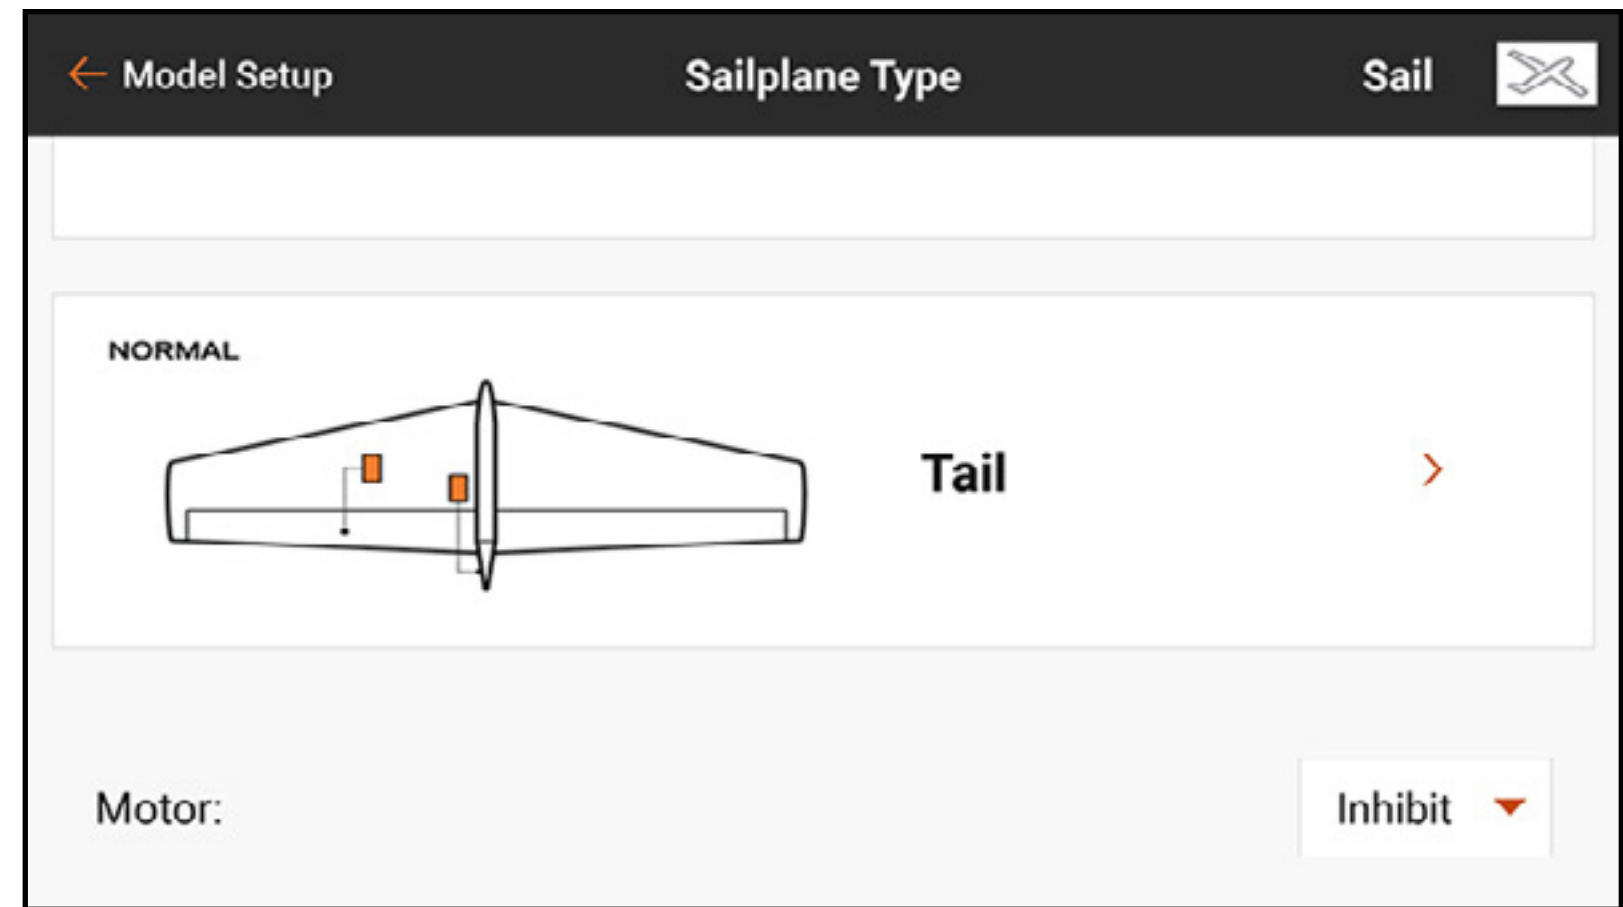 Model Setup
Sailplane Type
Sail
NORMAL
Tail
Motor:
Inhibit